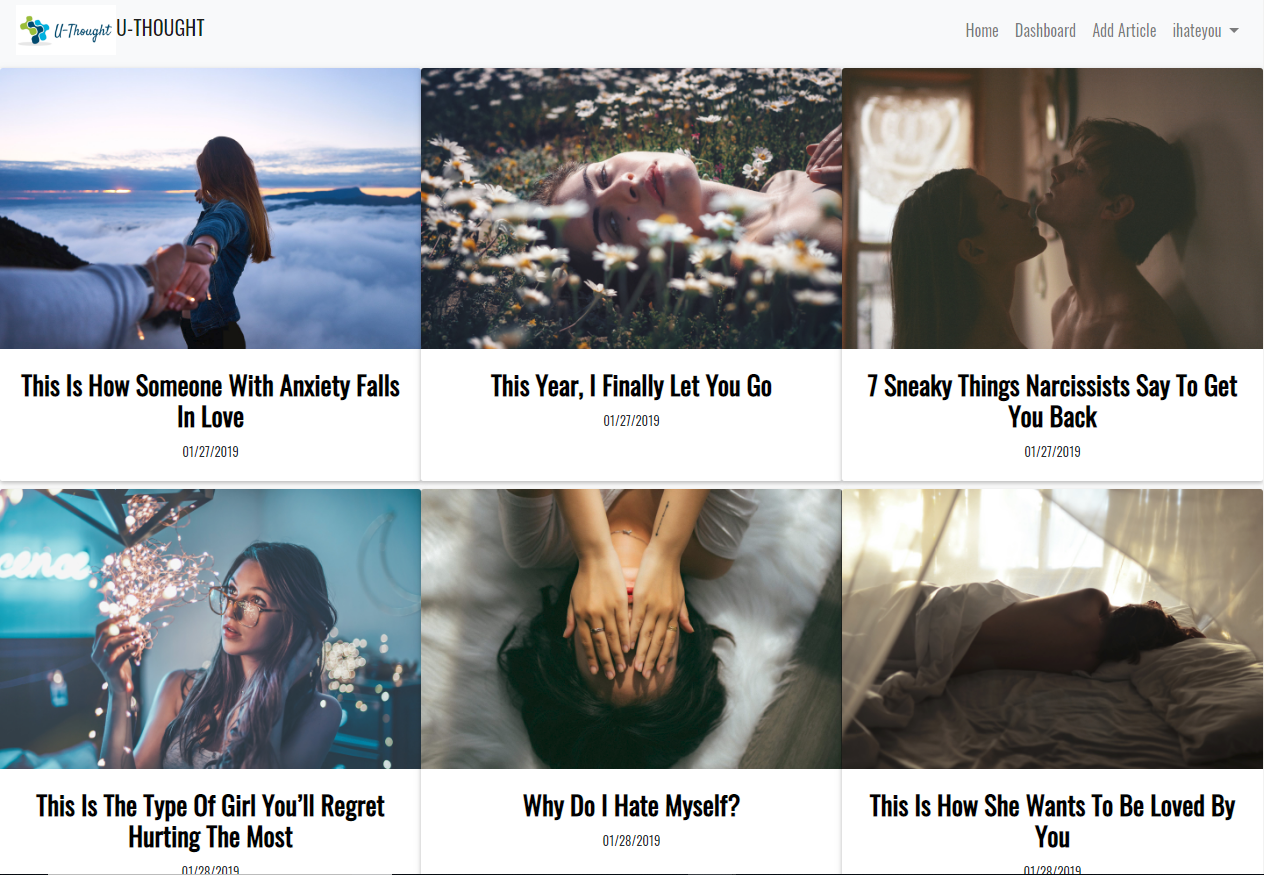 U-Thought U-THOUGHT
Home Dashboard Add Article ihateyou
This Is How Someone With Anxiety Falls
In Love
01/27/2019
This Year, I Finally Let You Go
01/27/2019
7 Sneaky Things Narcissists Say To Get
You Back
01/27/2019
cence
This Is The Type Of Girl You’ll Regret
Hurting The Most
01/28/2019
Why Do I Hate Myself?
01/28/2019
This Is How She Wants To Be Loved By
You
01/28/2019